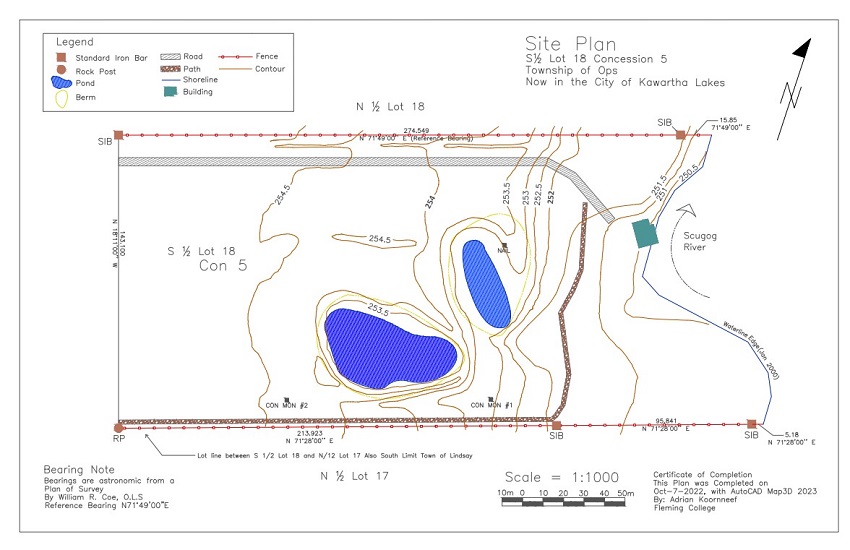 Legend
Standard Iron Bar
Rock Post
Pond
Berm
Road
Path
Shoreline
Building
Fence
Contour
Site Plan
S½ Lot 18 Concession 5
Township of Ops
Now in the City of Kawartha Lakes
N
N ½ Lot 18
SIB
274,549
N 71°49'00" E (Reference Bearing)
SIB
15.85
71°49'00" E
254.5
254
253.5
253
252.5
252
251.5
251
250.5
N 18°11'00" W
143,100
S ½ Lot 18
Con 5
254.5
NAIL
Scugog
River
253.5
Waterline Edge(Jan. 2000)
CON MON #2
CON MON #1
RP
213.923
N 71°28'00" E
SIB
95,841
N 71°28'00" E
SIB
5.18
N 71°28'00" E
Lot line between S 1/2 Lot 18 and N/12 Lot 17 Also South Limit Town of Lindsay
N ½ Lot 17
Bearing Note
Bearings are astronomic from a
Plan of Survey
By William R. Coe, O.L.S
Reference Bearing N71°49'00"E
Scale = 1:1000
10m 0 10 20 30 40 50m
Certificate of Completion
This Plan was Completed on
Oct-7-2022, with AutoCAD Map3D 2023
By: Adrian Koornneef
Fleming College